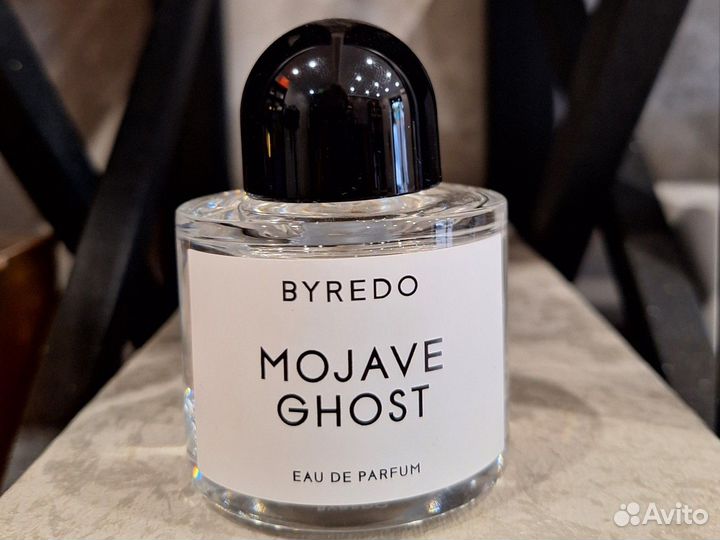 BYREDO
MOJAVE
GHOST
EAU DE PARFUM
Avito